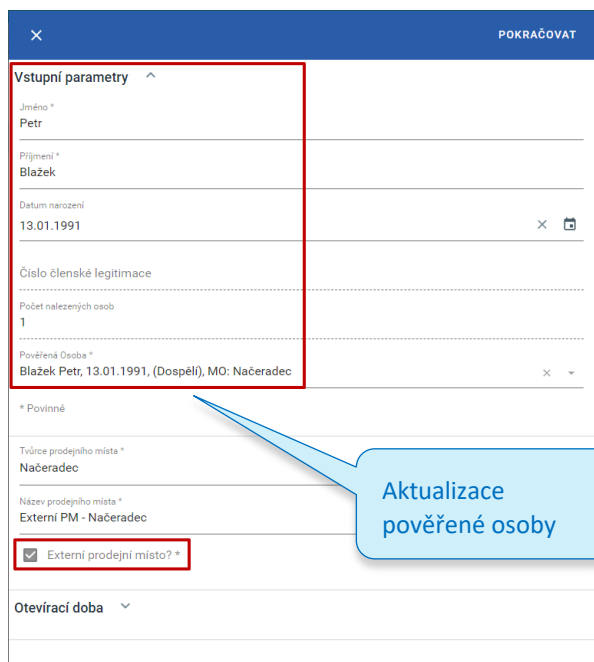 POKRAČOVAT
Vstupní parametry
Jméno *
Petr
Příjmení *
Blažek
Datum narození
13.01.1991
Číslo členské legitimace
Počet nalezených osob
1
Pověřená Osoba *
Blažek Petr, 13.01.1991, (Dospělí), MO: Načeradec
* Povinné
Tvůrce prodejního místa *
Načeradec
Název prodejního místa *
Externí PM - Načeradec
Aktualizace
pověřené osoby
Externí prodejní místo? *
Otevírací doba